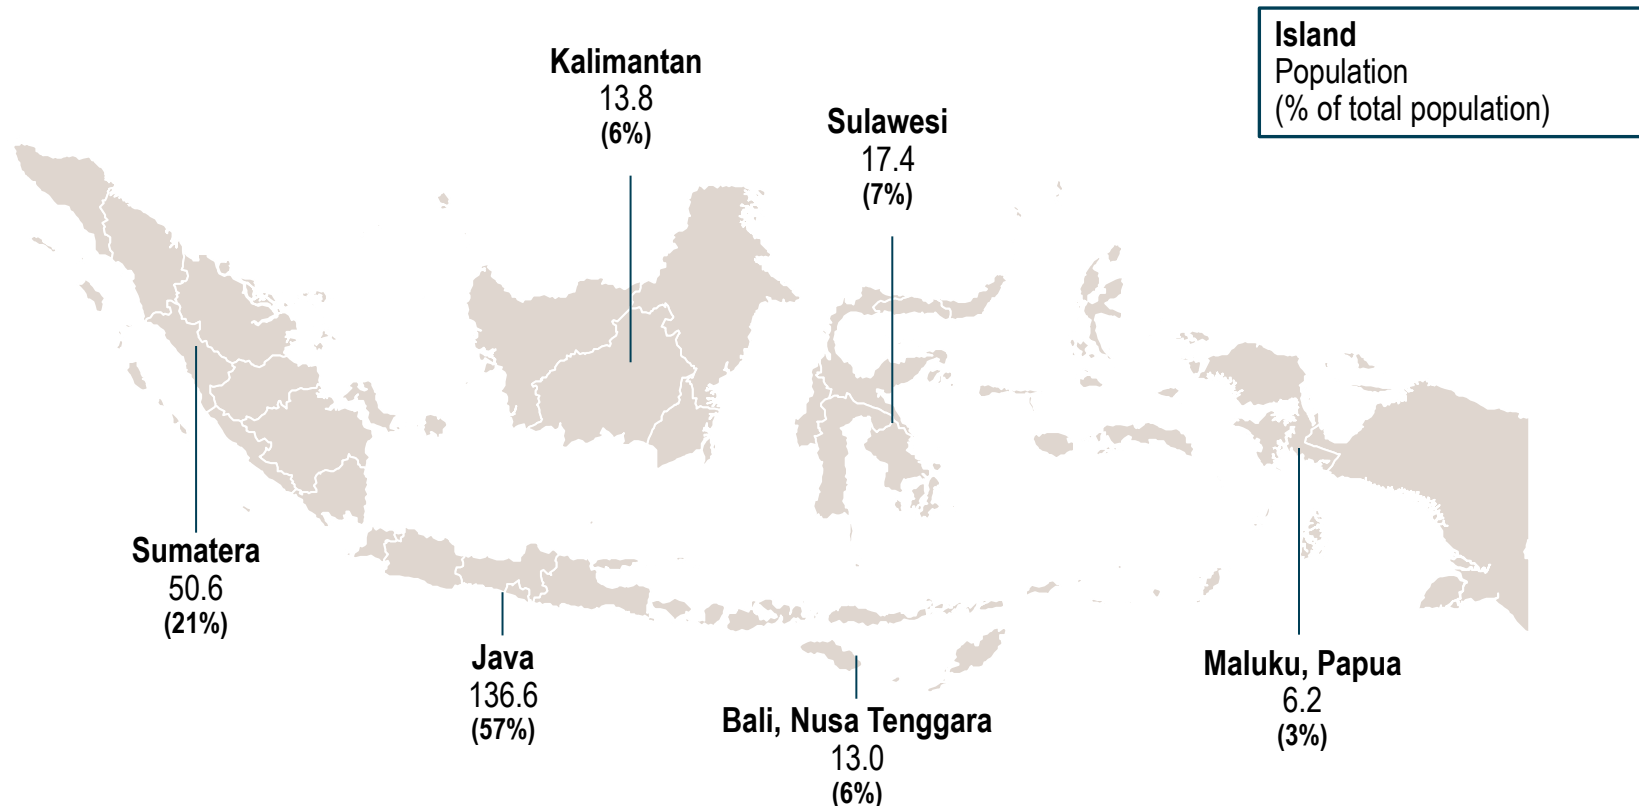 Island
Population
(% of total population)
Kalimantan
13.8
(6%)
Sulawesi
17.4
(7%)
Sumatera
50.6
(21%)
Java
136.6
(57%)
Bali, Nusa Tenggara
13.0
(6%)
Maluku, Papua
6.2
(3%)